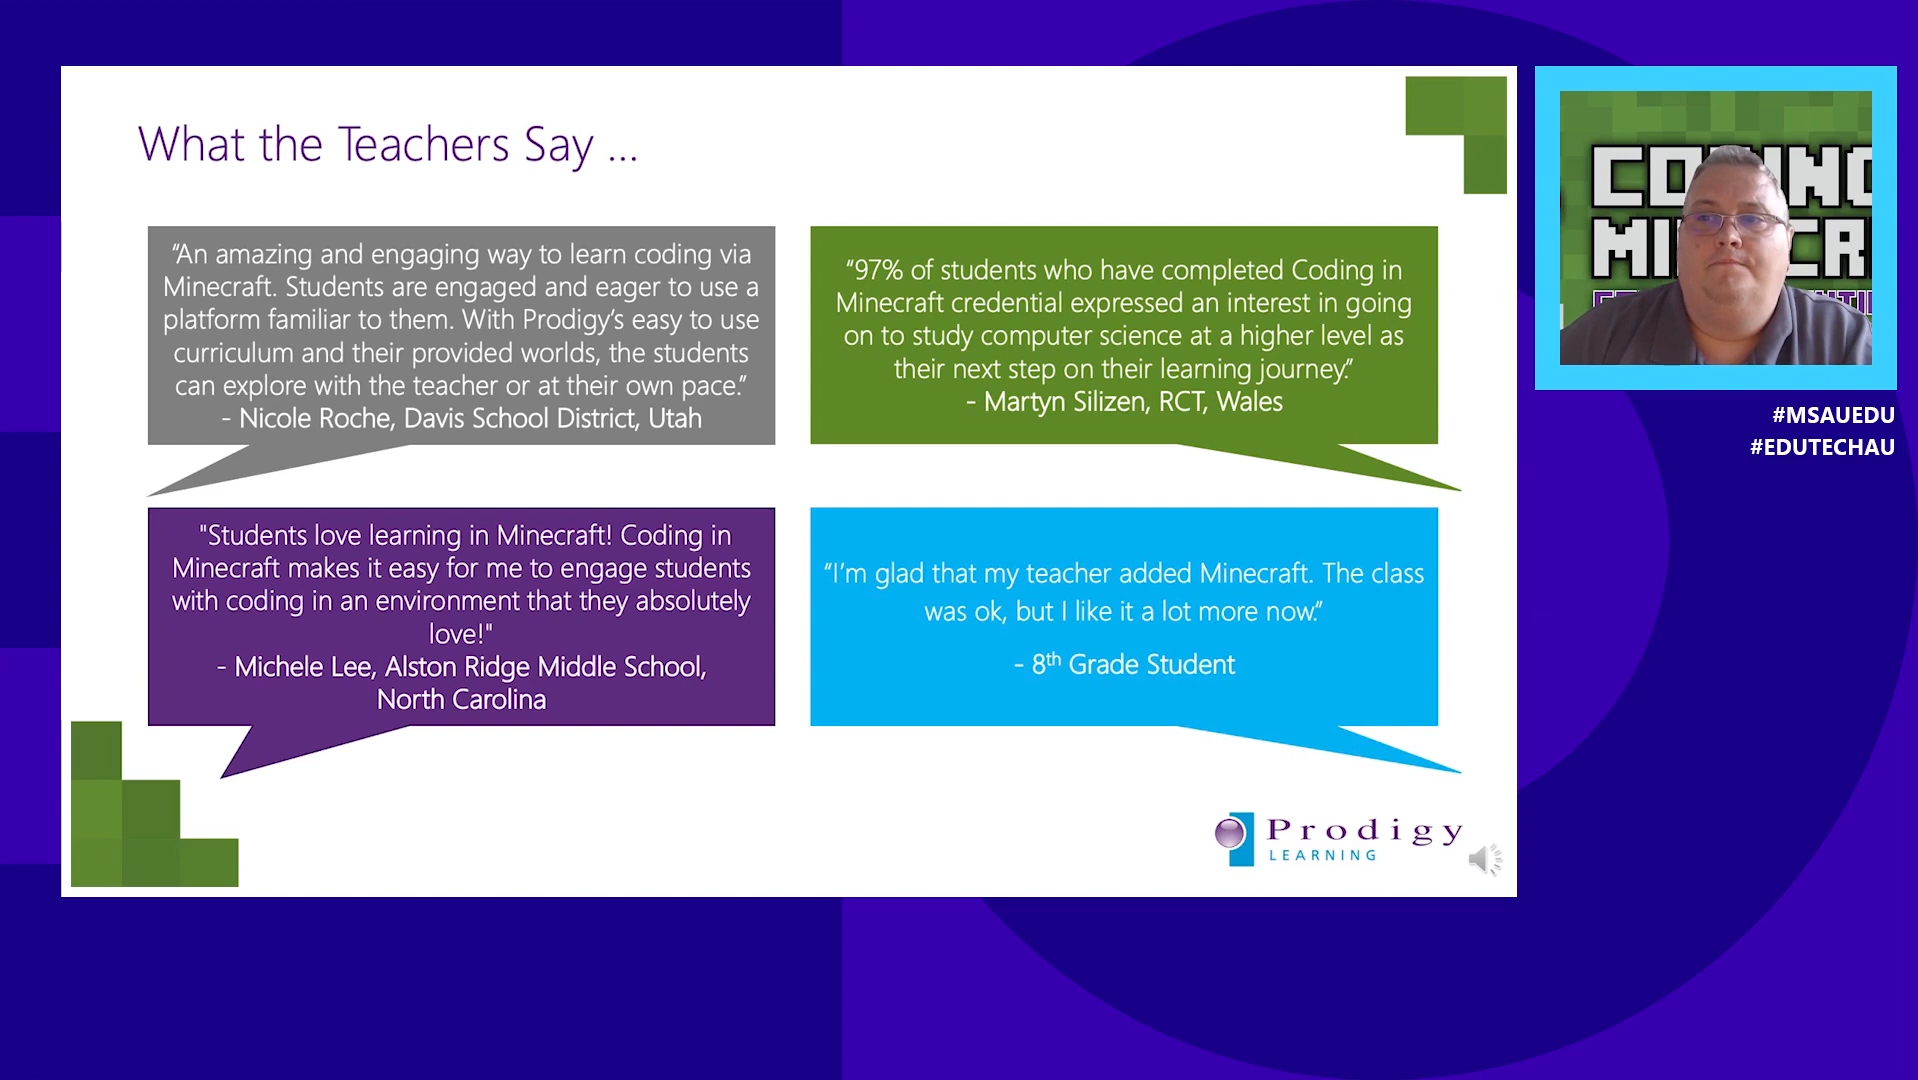 What the Teachers Say ...
“An amazing and engaging way to learn coding via
Minecraft. Students are engaged and eager to use a
platform familiar to them. With Prodigy’s easy to use
curriculum and their provided worlds, the students
can explore with the teacher or at their own pace.”
- Nicole Roche, Davis School District, Utah
“97% of students who have completed Coding in
Minecraft credential expressed an interest in going
on to study computer science at a higher level as
their next step on their learning journey.”
- Martyn Silizen, RCT, Wales
"Students love learning in Minecraft! Coding in
Minecraft makes it easy for me to engage students
with coding in an environment that they absolutely
love!"
- Michele Lee, Alston Ridge Middle School,
North Carolina
“I’m glad that my teacher added Minecraft. The class
was ok, but I like it a lot more now.”
- 8th Grade Student
Prodigy
LEARNING
#MSAUEDU
#EDUTECHAU